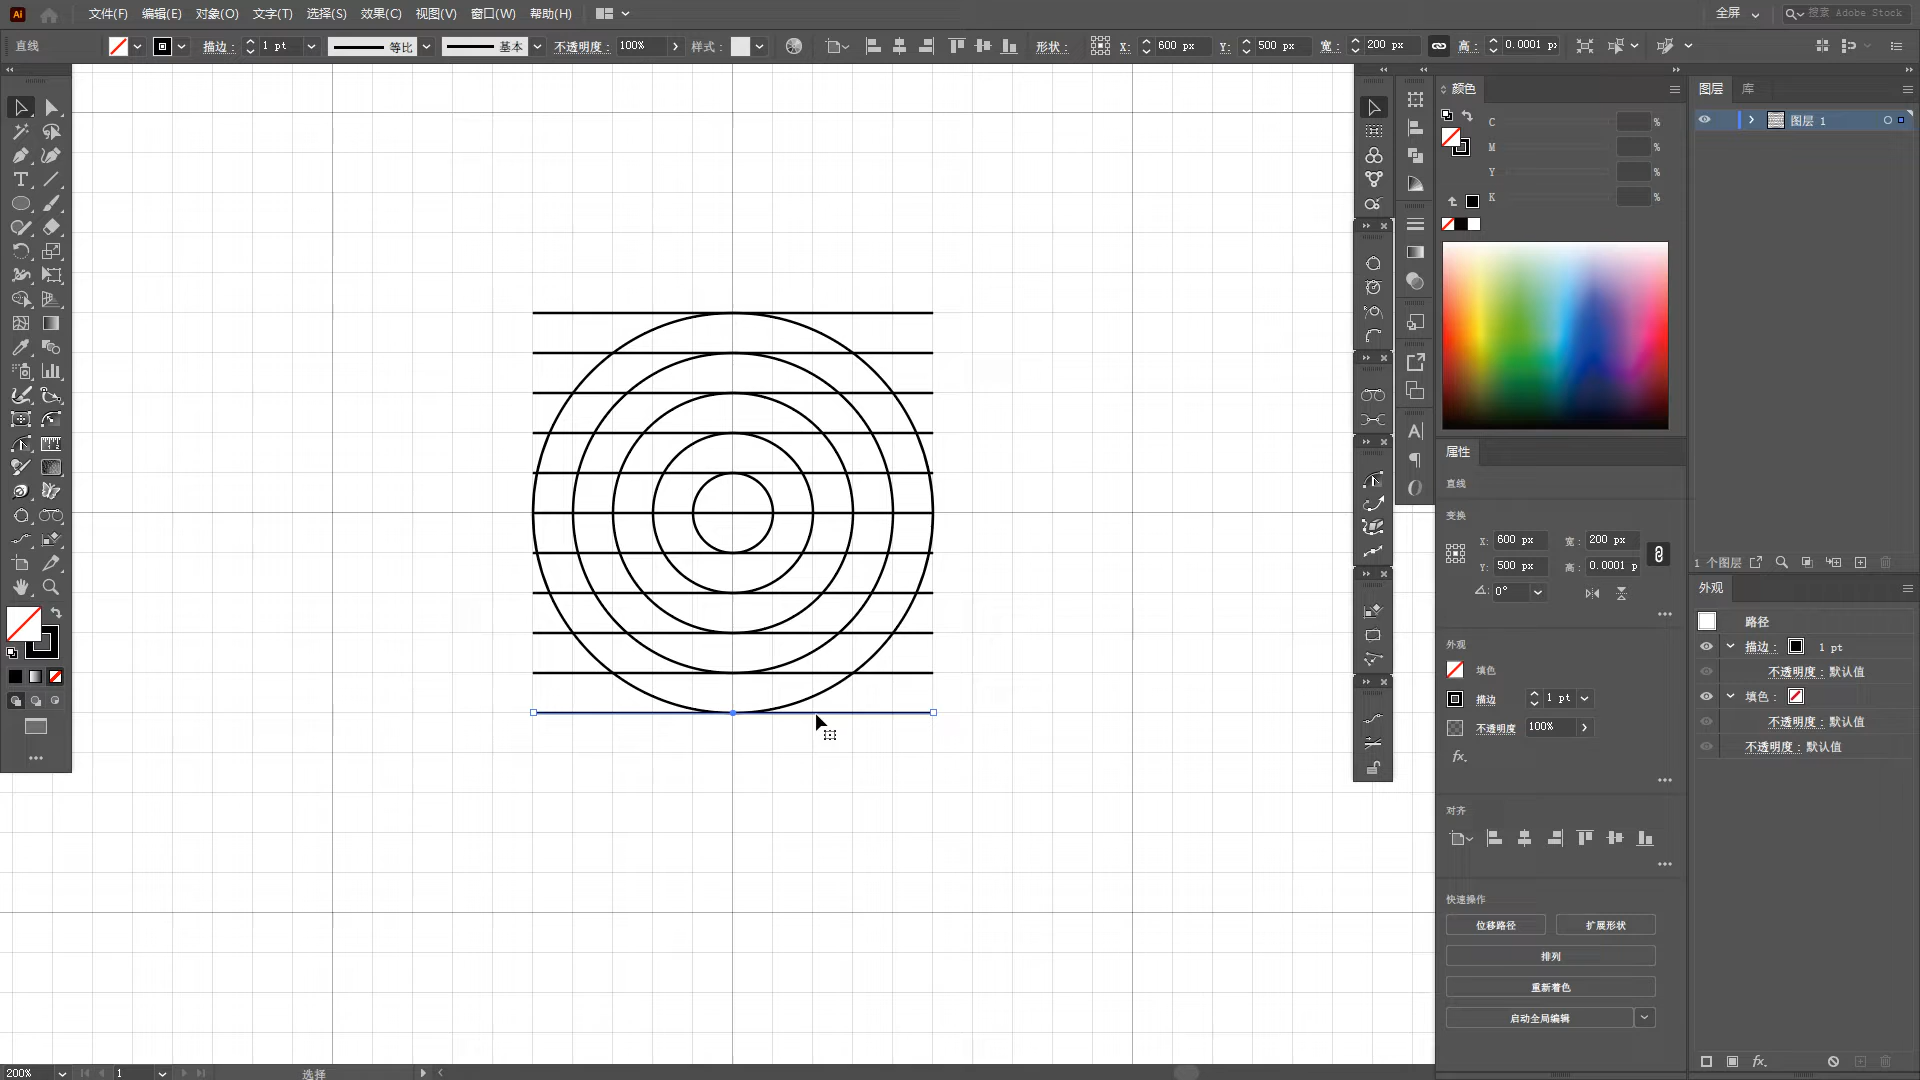 Ai 文件(F) 编辑(E) 对象(O) 文字(T) 选择(S) 效果(C) 视图(V) 窗口(W) 帮助(H) 全屏 搜索 Adobe Stock
直线 描边： 1 pt 等比 基本 不透明度： 100% 样式： 形状： X: 600 px Y: 500 px 宽： 200 px 高： 0.0001 px
颜色
C %
M %
Y %
K %
属性
直线
变换
X: 600 px 宽： 200 px
Y: 500 px 高： 0.0001 p
0°
外观
填色
描边 1 pt
不透明度 100%
fx.
对齐
快速操作
位移路径 扩展形状
排列
重新着色
启动全局编辑
图层 库
图层 1
1 个图层
外观
路径
描边： 1 pt
不透明度： 默认值
填色：
不透明度： 默认值
不透明度： 默认值
fx.
200% 1 选择